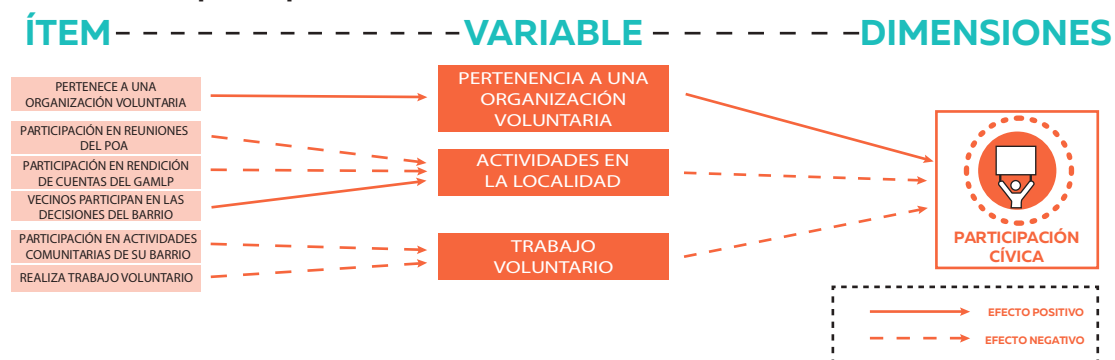 ÍTEM
VARIABLE
DIMENSIONES
PERTENECE A UNA
ORGANIZACIÓN VOLUNTARIA
PARTICIPACIÓN EN REUNIONES
DEL POA
PARTICIPACIÓN EN RENDICIÓN
DE CUENTAS DEL GAMLP
VECINOS PARTICIPAN EN LAS
DECISIONES DEL BARRIO
PARTICIPACIÓN EN ACTIVIDADES
COMUNITARIAS DE SU BARRIO
REALIZA TRABAJO VOLUNTARIO
PERTENENCIA A UNA
ORGANIZACIÓN
VOLUNTARIA
ACTIVIDADES EN
LA LOCALIDAD
TRABAJO
VOLUNTARIO
PARTICIPACIÓN
CÍVICA
EFECTO POSITIVO
EFECTO NEGATIVO